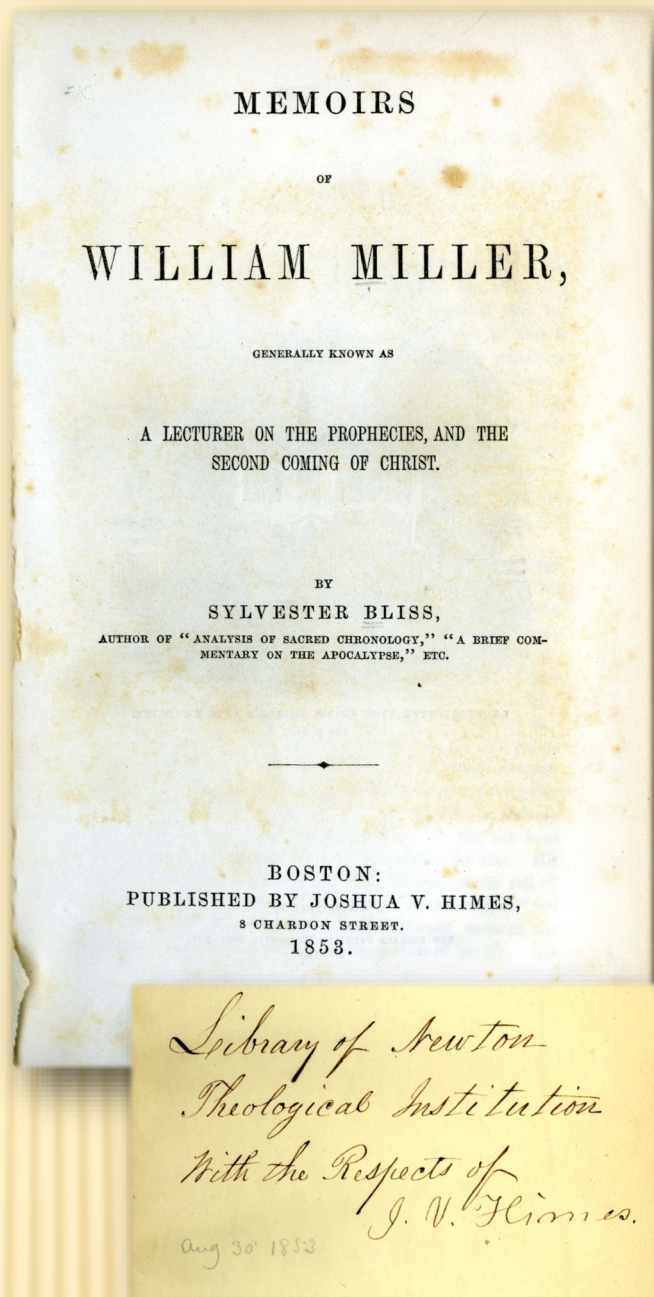 MEMOIRS
OF
WILLIAM MILLER,
GENERALLY KNOWN AS
A LECTURER ON THE PROPHECIES, AND THE
SECOND COMING OF CHRIST.
BY
SYLVESTER BLISS,
AUTHOR OF “ANALYSIS OF SACRED CHRONOLOGY,” “A BRIEF COM-
MENTARY ON THE APOCALYPSE,” ETC.
BOSTON:
PUBLISHED BY JOSHUA V. HIMES,
8 CHARDON STREET.
1853.
Library of Newton
Theological Institution
With the Respects of
J. V. Himes.
Aug 30 1853